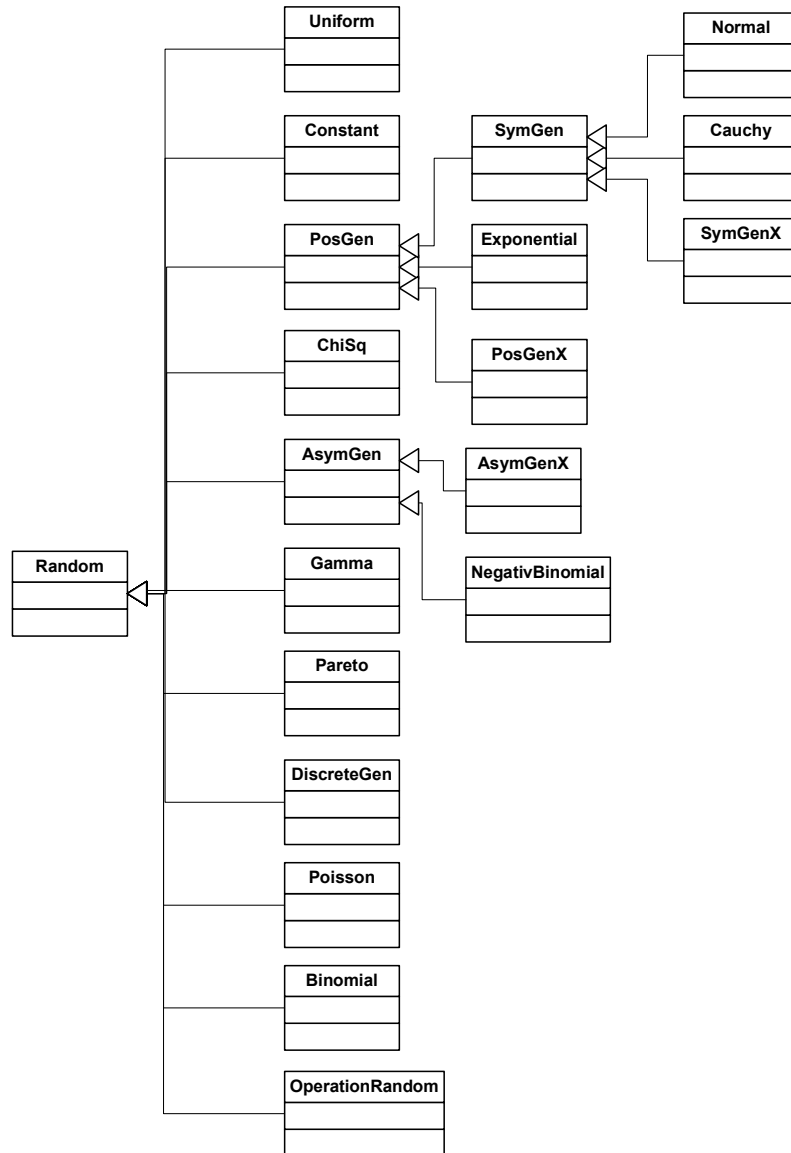 Uniform
Normal
Constant
SymGen
Cauchy
PosGen
Exponential
SymGenX
ChiSq
PosGenX
AsymGen
AsymGenX
Random
Gamma
NegativBinomial
Pareto
DiscreteGen
Poisson
Binomial
OperationRandom